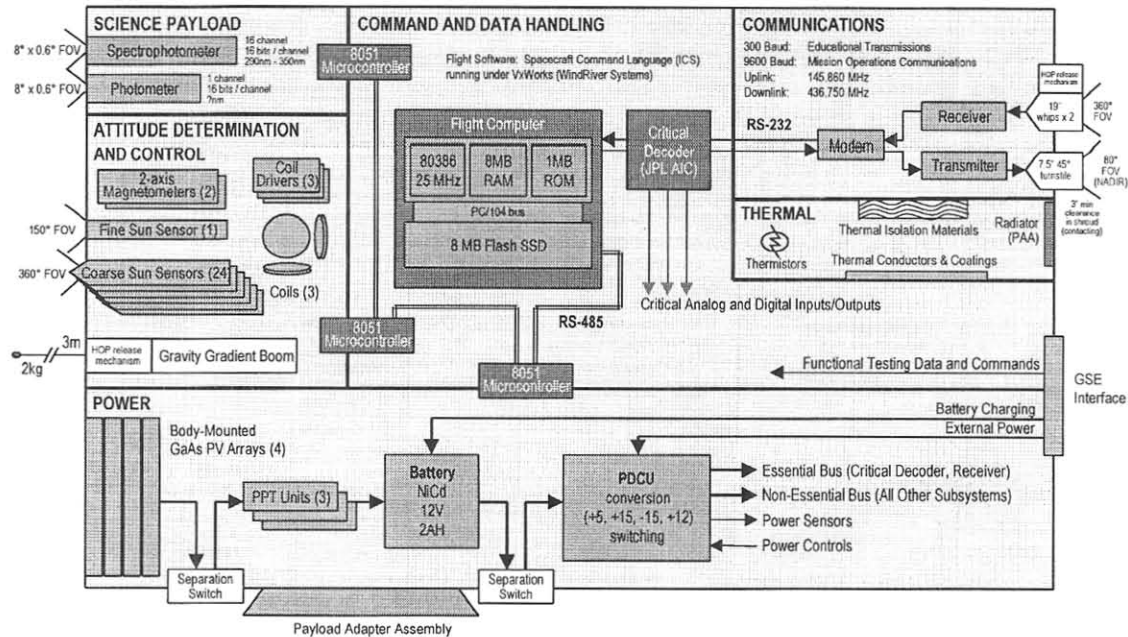 SCIENCE PAYLOAD
8° x 0.6° FOV
Spectrophotometer
16 channel
16 bits / channel
290nm - 350nm
8° x 0.6° FOV
Photometer
1 channel
16 bits / channel
?nm
ATTITUDE DETERMINATION
AND CONTROL
2-axis
Magnetometers (2)
Coil
Drivers (3)
150° FOV
Fine Sun Sensor (1)
360° FOV
Coarse Sun Sensors (24)
Coils (3)
3m
2kg
HOP release
mechanism
Gravity Gradient Boom
COMMAND AND DATA HANDLING
8051
Microcontroller
Flight Software: Spacecraft Command Language (ICS)
running under VxWorks (WindRiver Systems)
Flight Computer
80386
25 MHz
8MB
RAM
1MB
ROM
PC/104 bus
8 MB Flash SSD
Critical
Decoder
(JPL AIC)
RS-232
Critical Analog and Digital Inputs/Outputs
RS-485
8051
Microcontroller
8051
Microcontroller
COMMUNICATIONS
300 Baud: Educational Transmissions
9600 Baud: Mission Operations Communications
Uplink: 145.860 MHz
Downlink: 436.750 MHz
HOP release
mechanism
Receiver
19"
whips x 2
360°
FOV
Modem
Transmitter
7.5" 45°
turnstile
80°
FOV
(NADIR)
3" min
clearance
in shroud
(contacting)
THERMAL
Thermistors
Thermal Isolation Materials
Thermal Conductors & Coatings
Radiator
(PAA)
Functional Testing Data and Commands
GSE
Interface
Battery Charging
External Power
POWER
Body-Mounted
GaAs PV Arrays (4)
PPT Units (3)
Battery
NiCd
12V
2AH
PDCU
conversion
(+5, +15, -15, +12)
switching
Essential Bus (Critical Decoder, Receiver)
Non-Essential Bus (All Other Subsystems)
Power Sensors
Power Controls
Separation
Switch
Separation
Switch
Payload Adapter Assembly